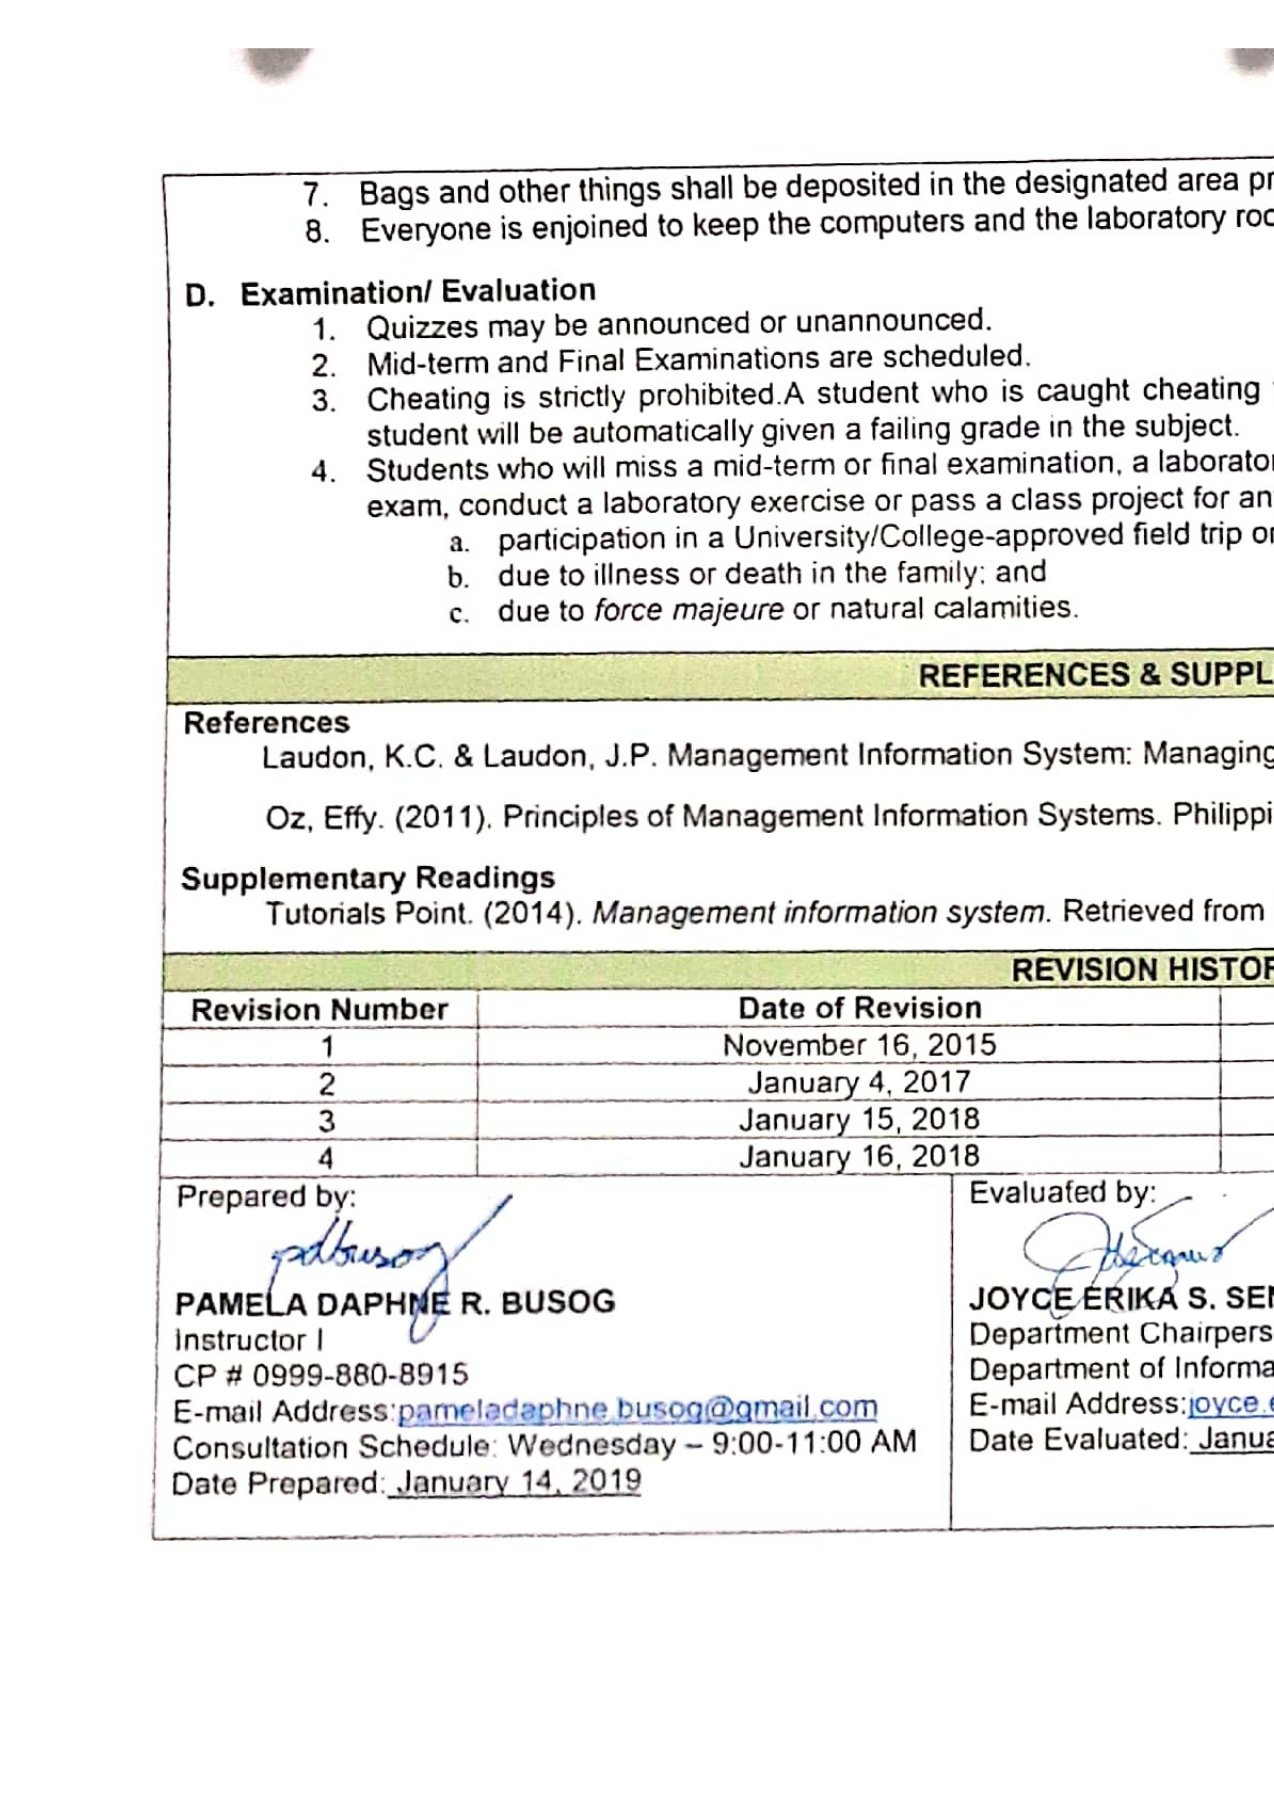 7. Bags and other things shall be deposited in the designated area pr
8. Everyone is enjoined to keep the computers and the laboratory roo
D. Examination/ Evaluation
1. Quizzes may be announced or unannounced.
2. Mid-term and Final Examinations are scheduled.
3. Cheating is strictly prohibited.A student who is caught cheating
student will be automatically given a failing grade in the subject.
4. Students who will miss a mid-term or final examination, a laborator
exam, conduct a laboratory exercise or pass a class project for an
a. participation in a University/College-approved field trip or
b. due to illness or death in the family; and
c. due to force majeure or natural calamities.
REFERENCES & SUPPL
References
Laudon, K.C. & Laudon, J.P. Management Information System: Managing
Oz, Effy. (2011). Principles of Management Information Systems. Philippi
Supplementary Readings
Tutorials Point. (2014). Management information system. Retrieved from
REVISION HISTOR
Revision Number Date of Revision
1 November 16, 2015
2 January 4, 2017
3 January 15, 2018
4 January 16, 2018
Prepared by:
pdbusog
PAMELA DAPHNE R. BUSOG
Instructor I
CP # 0999-880-8915
E-mail Address:pameladaphne.busog@gmail.com
Consultation Schedule: Wednesday – 9:00-11:00 AM
Date Prepared: January 14, 2019
Evaluated by:
JOYCE ERIKA S. SEN
Department Chairpers
Department of Informa
E-mail Address:joyce.e
Date Evaluated: Janua